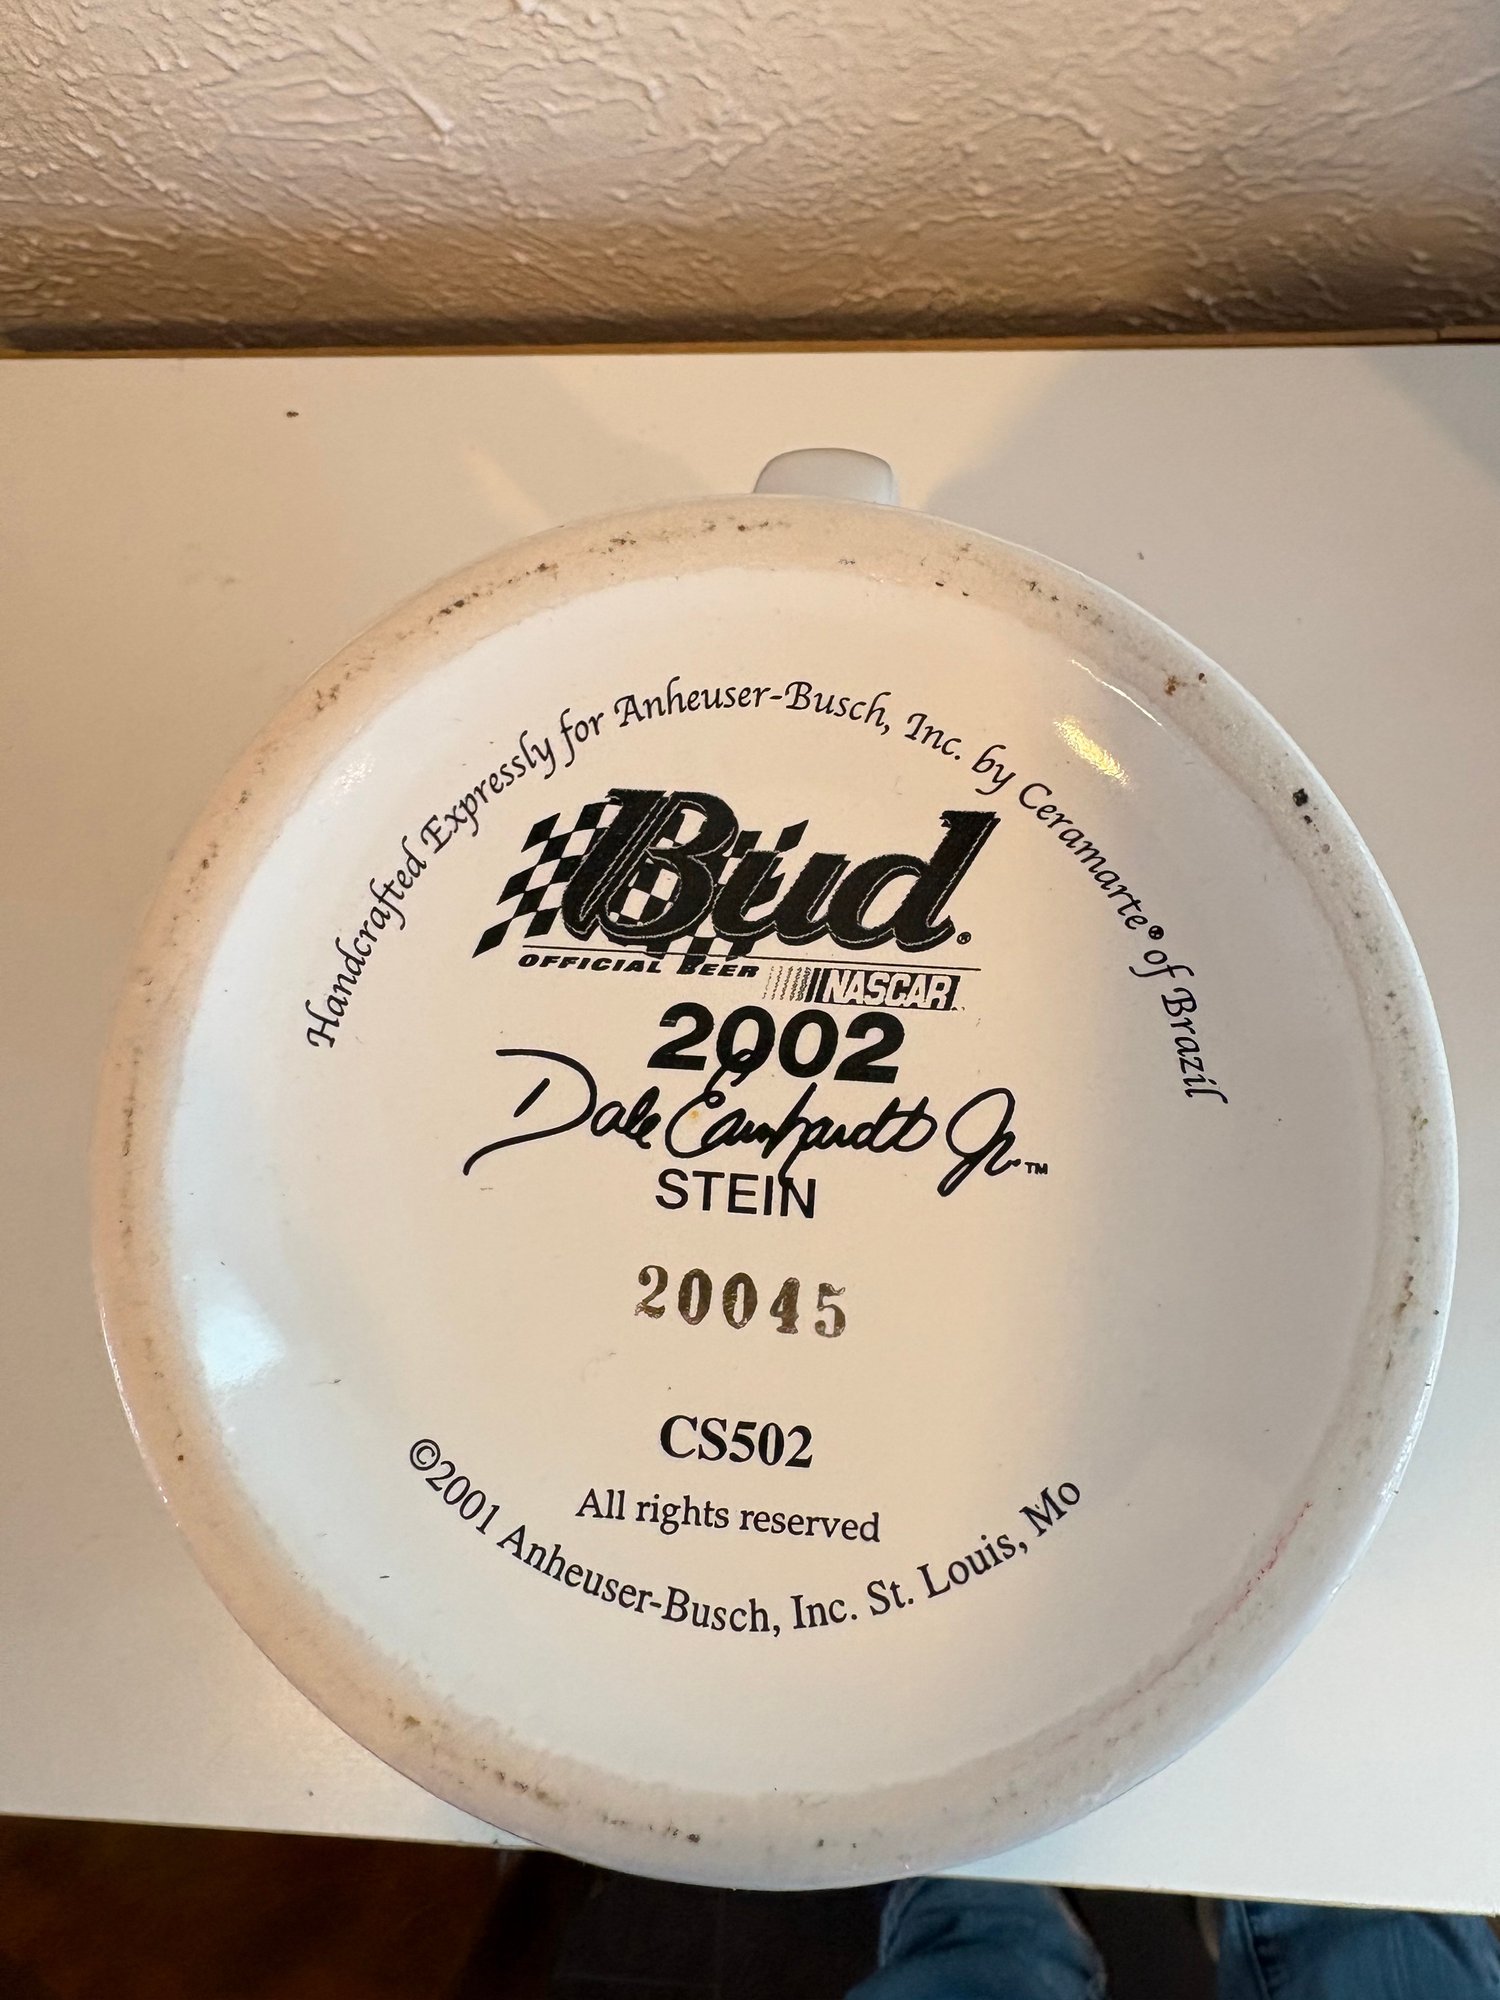 Handcrafted Expressly for Anheuser-Busch, Inc. by Ceramarte® of Brazil
Bud®
OFFICIAL BEER NASCAR
2002
Dale Earnhardt Jr.™
STEIN
20045
CS502
All rights reserved
©2001 Anheuser-Busch, Inc. St. Louis, Mo